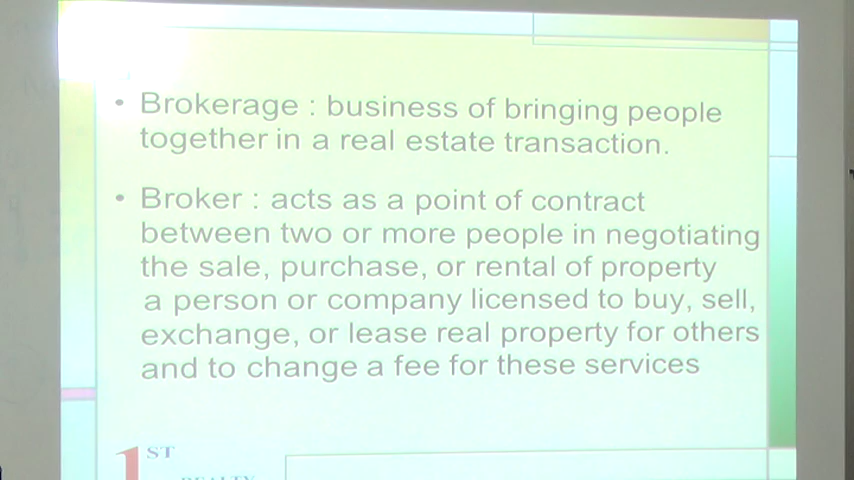 • Brokerage : business of bringing people
together in a real estate transaction.
• Broker : acts as a point of contract
between two or more people in negotiating
the sale, purchase, or rental of property
a person or company licensed to buy, sell,
exchange, or lease real property for others
and to change a fee for these services
1ST
REALTY